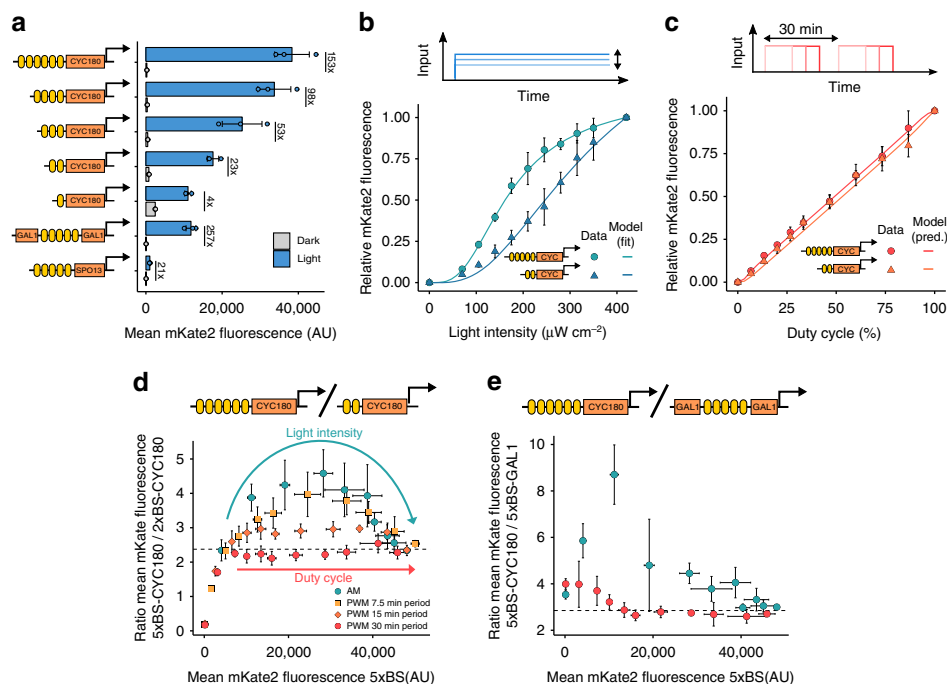 a
CYC180
153x
CYC180
98x
CYC180
53x
CYC180
23x
CYC180
4x
GAL1 GAL1
257x
SPO13
21x
Dark
Light
0 20,000 40,000
Mean mKate2 fluorescence (AU)
b
Input
Time
Relative mKate2 fluorescence
1.00
0.75
0.50
0.25
0.00
Data Model
(fit)
CYC
CYC
0 100 200 300 400
Light intensity (μW cm−2)
c
30 min
Input
Time
Relative mKate2 fluorescence
1.00
0.75
0.50
0.25
0.00
Data Model
(pred.)
CYC
CYC
0 25 50 75 100
Duty cycle (%)
d
CYC180 / CYC180
Light intensity
Ratio mean mKate fluorescence
5xBS-CYC180 / 2xBS-CYC180
5
4
3
2
1
0
Duty cycle
AM
PWM 7.5 min period
PWM 15 min period
PWM 30 min period
0 20,000 40,000
Mean mKate2 fluorescence 5xBS(AU)
e
CYC180 / GAL1 GAL1
Ratio mean mKate fluorescence
5xBS-CYC180 / 5xBS-GAL1
10
8
6
4
2
0 20,000 40,000
Mean mKate2 fluorescence 5xBS(AU)